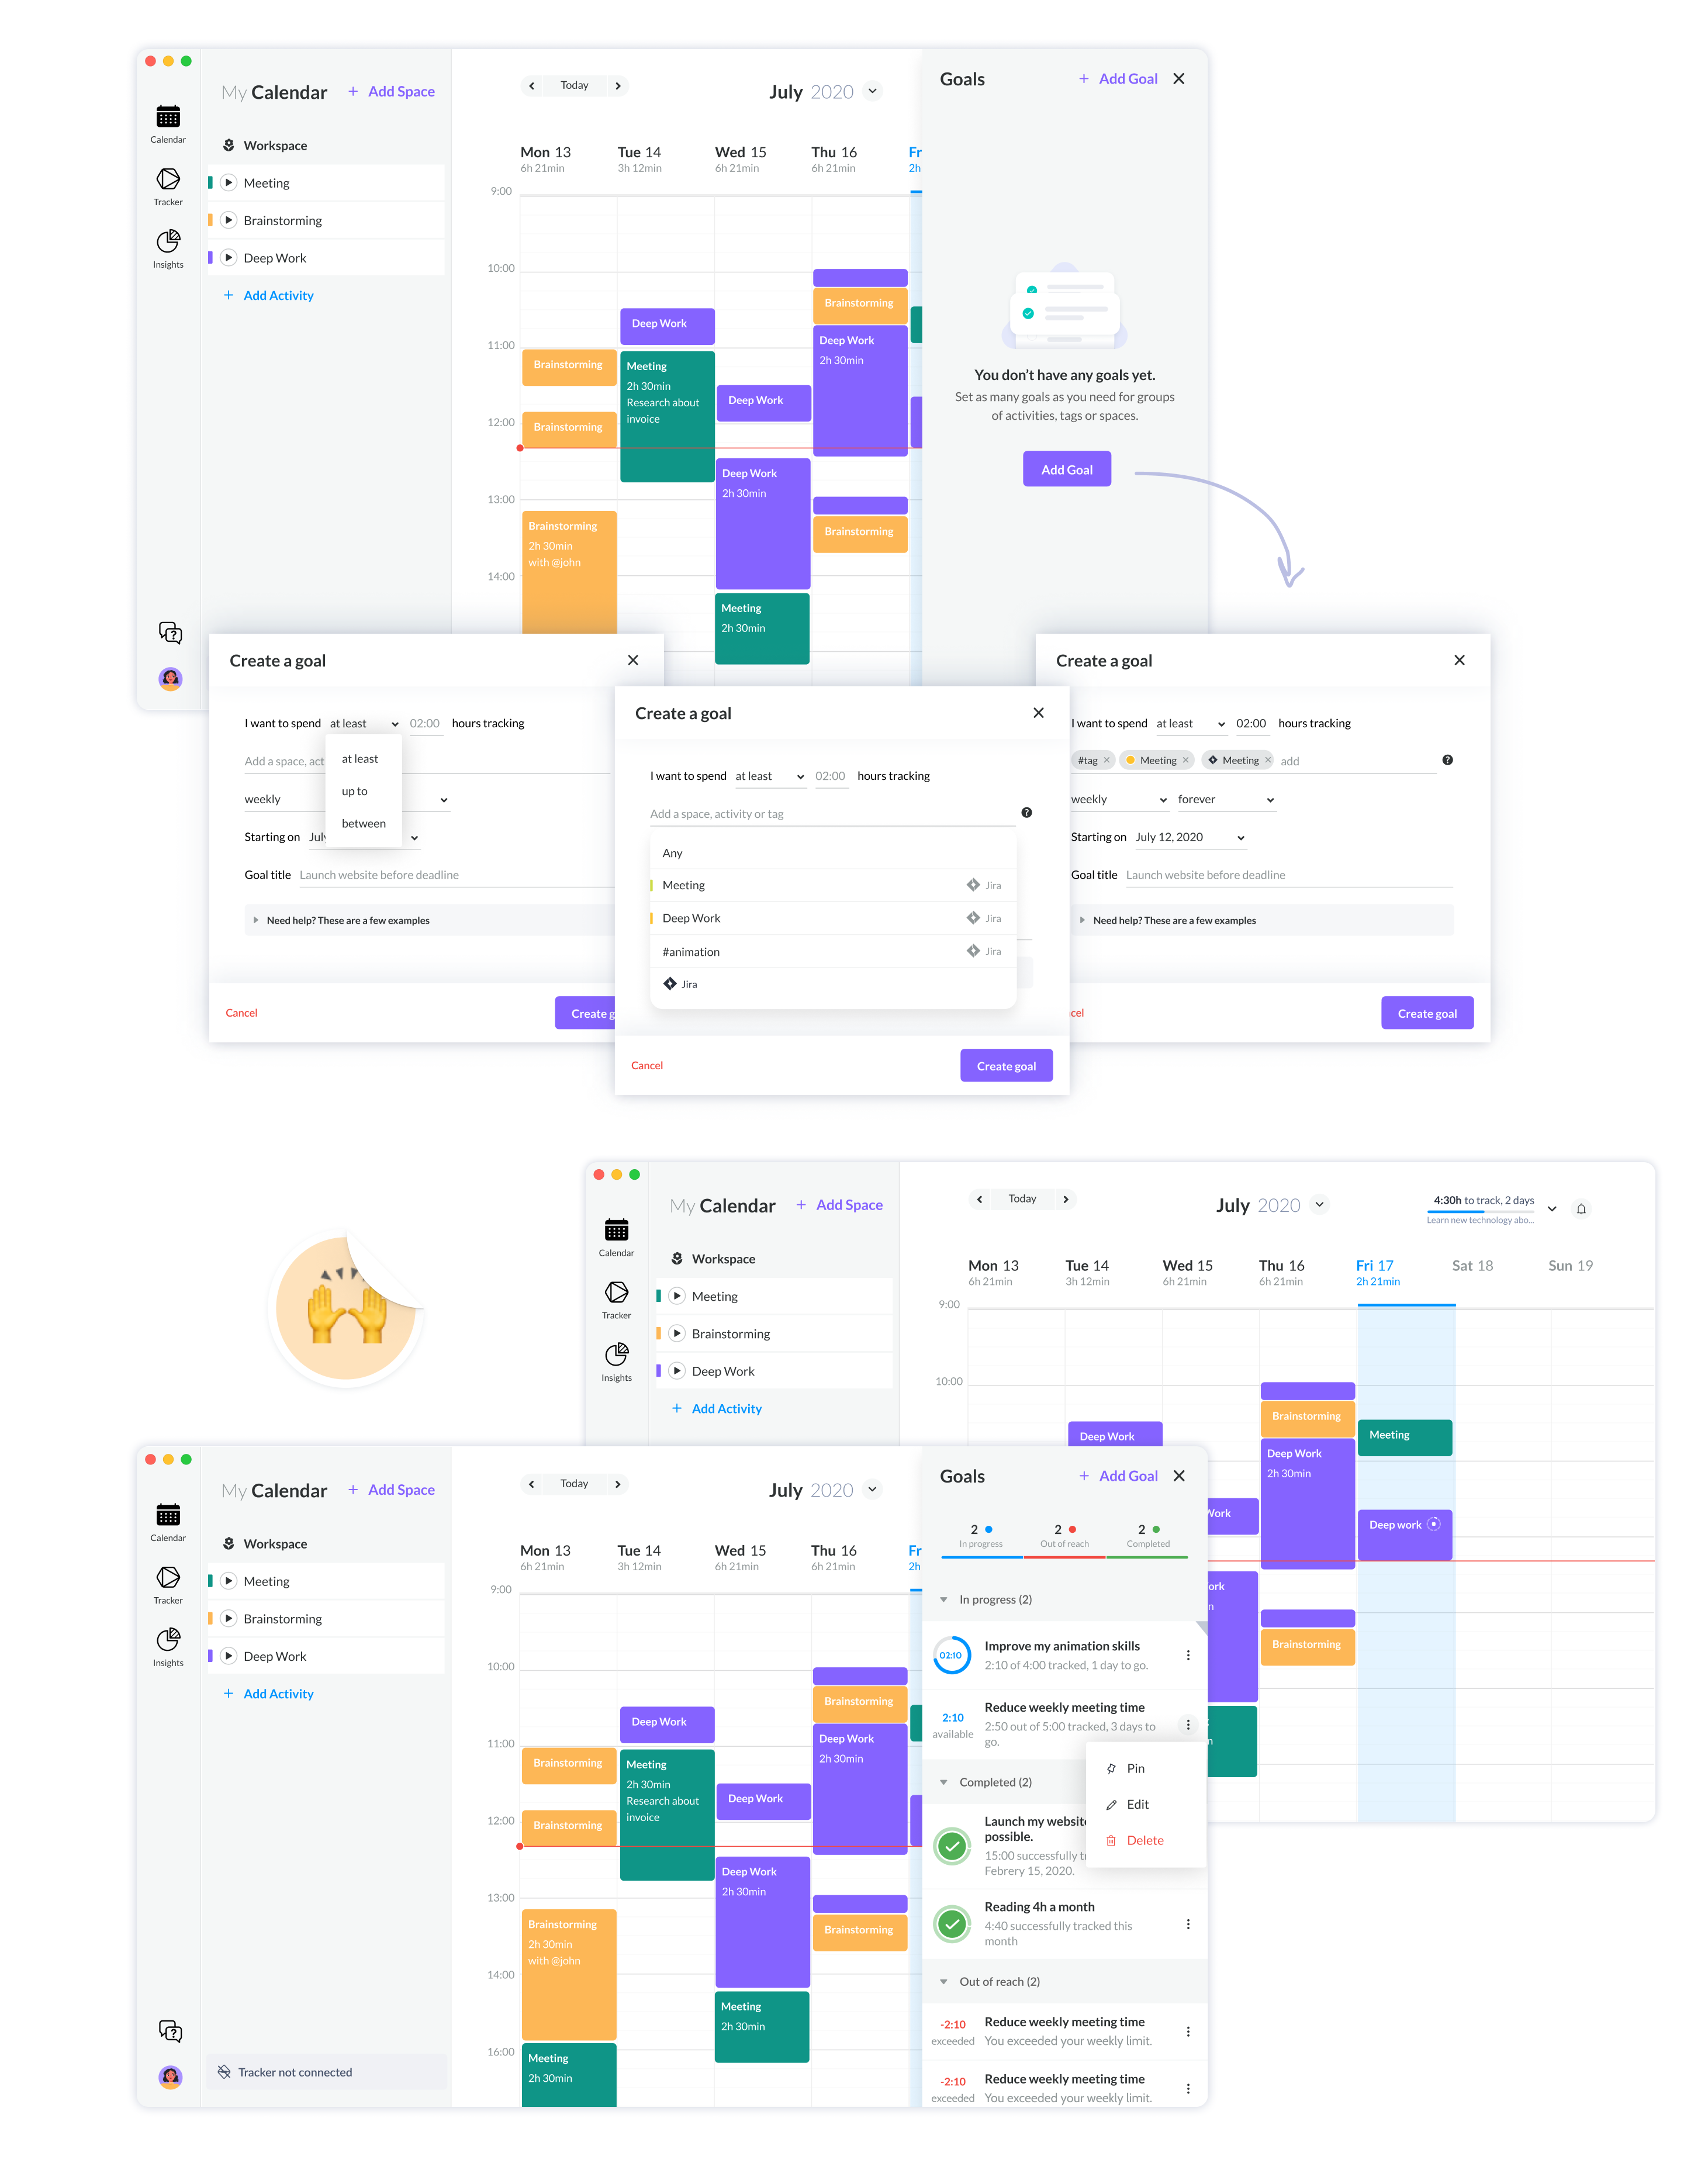 My Calendar
+ Add Space
Calendar
Tracker
Insights
Workspace
Meeting
Brainstorming
Deep Work
+ Add Activity
Today
July 2020
Mon 13
6h 21min
Tue 14
3h 12min
Wed 15
6h 21min
Thu 16
6h 21min
Fr
2h
9:00
10:00
11:00
12:00
13:00
14:00
Brainstorming
Brainstorming
Brainstorming
2h 30min
with @john
Deep Work
Meeting
2h 30min
Research about
invoice
Deep Work
Deep Work
2h 30min
Meeting
2h 30min
Brainstorming
Deep Work
2h 30min
Brainstorming
Goals
+ Add Goal
You don't have any goals yet.
Set as many goals as you need for groups
of activities, tags or spaces.
Add Goal
Create a goal
I want to spend at least 02:00 hours tracking
Add a space, act
at least
up to
between
weekly
Starting on July
Goal title Launch website before deadline
Need help? These are a few examples
Cancel
Create g
Create a goal
I want to spend at least 02:00 hours tracking
Add a space, activity or tag
?
Any
Meeting Jira
Deep Work Jira
#animation Jira
Jira
Cancel
Create goal
Create a goal
I want to spend at least 02:00 hours tracking
#tag Meeting Meeting add
?
weekly forever
Starting on July 12, 2020
Goal title Launch website before deadline
Need help? These are a few examples
cel
Create goal
My Calendar
+ Add Space
Calendar
Tracker
Insights
Workspace
Meeting
Brainstorming
Deep Work
+ Add Activity
Today
July 2020
4:30h to track, 2 days
Learn new technology abo...
Mon 13
6h 21min
Tue 14
3h 12min
Wed 15
6h 21min
Thu 16
6h 21min
Fri 17
2h 21min
Sat 18
Sun 19
9:00
10:00
Deep Work
Work
ork
n
n
Brainstorming
Deep Work
2h 30min
Brainstorming
Meeting
Deep work
My Calendar
+ Add Space
Calendar
Tracker
Insights
Workspace
Meeting
Brainstorming
Deep Work
+ Add Activity
Tracker not connected
Today
July 2020
Mon 13
6h 21min
Tue 14
3h 12min
Wed 15
6h 21min
Thu 16
6h 21min
Fr
2h
9:00
10:00
11:00
12:00
13:00
14:00
16:00
Brainstorming
Brainstorming
Brainstorming
2h 30min
with @john
Meeting
2h 30min
Deep Work
Meeting
2h 30min
Research about
invoice
Deep Work
Deep Work
2h 30min
Meeting
2h 30min
Brainstorming
Deep Work
2h 30min
Brainstorming
Goals
+ Add Goal
2
In progress
2
Out of reach
2
Completed
In progress (2)
02:10
Improve my animation skills
2:10 of 4:00 tracked, 1 day to go.
2:10
available
Reduce weekly meeting time
2:50 out of 5:00 tracked, 3 days to
go.
Pin
Edit
Delete
Completed (2)
Launch my website
possible.
15:00 successfully tr
Febrery 15, 2020.
Reading 4h a month
4:40 successfully tracked this
month
Out of reach (2)
-2:10
exceeded
Reduce weekly meeting time
You exceeded your weekly limit.
-2:10
exceeded
Reduce weekly meeting time
You exceeded your weekly limit.